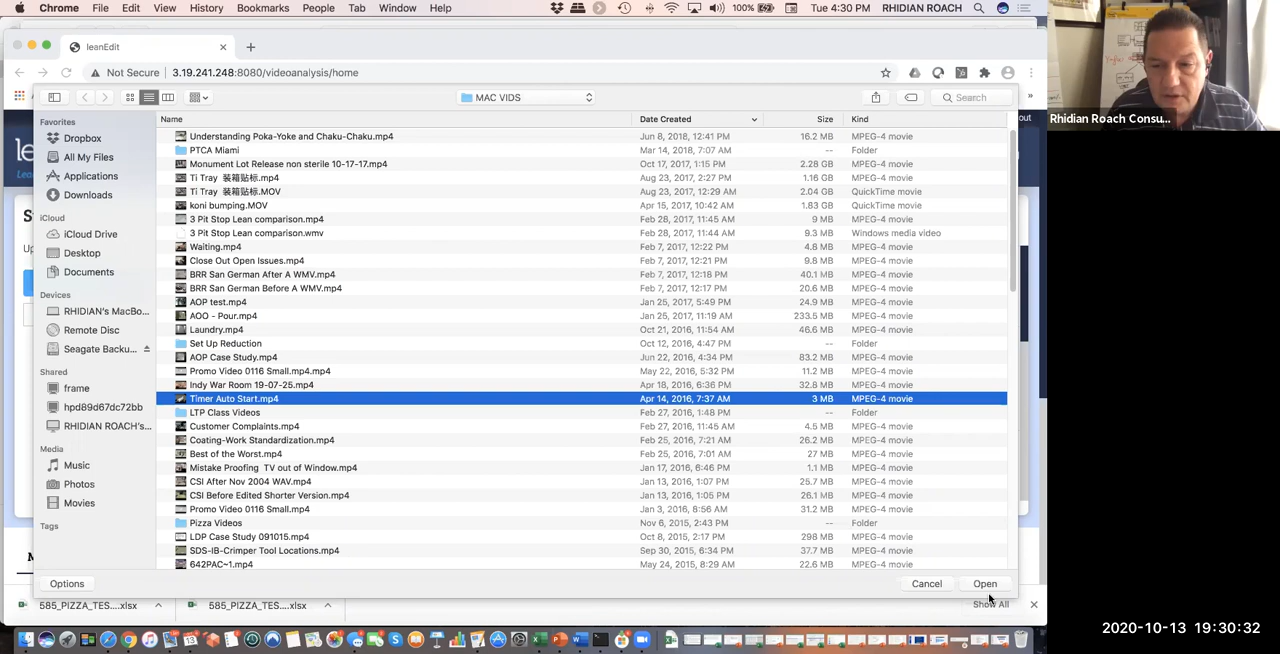 Chrome File Edit View History Bookmarks People Tab Window Help 100% Tue 4:30 PM RHIDIAN ROACH
leanEdit
Not Secure 3.19.241.248:8080/videoanalysis/home
MAC VIDS Search
Name Date Created Size Kind
Favorites
Dropbox
All My Files
Applications
Downloads
iCloud
iCloud Drive
Desktop
Documents
Devices
RHIDIAN's MacBo...
Remote Disc
Seagate Backu...
Shared
frame
hpd89d67dc72bb
RHIDIAN ROACH's...
Media
Music
Photos
Movies
Tags
Understanding Poka-Yoke and Chaku-Chaku.mp4 Jun 8, 2018, 12:41 PM 16.2 MB MPEG-4 movie
PTCA Miami Mar 14, 2018, 7:07 AM -- Folder
Monument Lot Release non sterile 10-17-17.mp4 Oct 17, 2017, 1:15 PM 2.28 GB MPEG-4 movie
Ti Tray 装箱贴标.mp4 Aug 23, 2017, 2:27 PM 1.16 GB MPEG-4 movie
Ti Tray 装箱贴标.MOV Aug 23, 2017, 12:29 AM 2.04 GB QuickTime movie
koni bumping.MOV Apr 15, 2017, 10:42 AM 1.83 GB QuickTime movie
3 Pit Stop Lean comparison.mp4 Feb 28, 2017, 11:45 AM 9 MB MPEG-4 movie
3 Pit Stop Lean comparison.wmv Feb 28, 2017, 11:44 AM 9.3 MB Windows media video
Waiting.mp4 Feb 7, 2017, 12:22 PM 4.8 MB MPEG-4 movie
Close Out Open Issues.mp4 Feb 7, 2017, 12:21 PM 9.8 MB MPEG-4 movie
BRR San German After A WMV.mp4 Feb 7, 2017, 12:18 PM 40.1 MB MPEG-4 movie
BRR San German Before A WMV.mp4 Feb 7, 2017, 12:17 PM 20.6 MB MPEG-4 movie
AOP test.mp4 Jan 25, 2017, 5:49 PM 24.9 MB MPEG-4 movie
AOO - Pour.mp4 Jan 25, 2017, 11:19 AM 233.5 MB MPEG-4 movie
Laundry.mp4 Oct 21, 2016, 11:54 AM 46.6 MB MPEG-4 movie
Set Up Reduction Oct 12, 2016, 4:47 PM -- Folder
AOP Case Study.mp4 Jun 22, 2016, 4:34 PM 83.2 MB MPEG-4 movie
Promo Video 0116 Small.mp4.mp4 May 22, 2016, 5:32 PM 11.2 MB MPEG-4 movie
Indy War Room 19-07-25.mp4 Apr 18, 2016, 6:36 PM 32.8 MB MPEG-4 movie
Timer Auto Start.mp4 Apr 14, 2016, 7:37 AM 3 MB MPEG-4 movie
LTP Class Videos Feb 27, 2016, 1:48 PM -- Folder
Customer Complaints.mp4 Feb 27, 2016, 11:45 AM 4.5 MB MPEG-4 movie
Coating-Work Standardization.mp4 Feb 25, 2016, 7:21 AM 26.2 MB MPEG-4 movie
Best of the Worst.mp4 Feb 25, 2016, 7:01 AM 27 MB MPEG-4 movie
Mistake Proofing TV out of Window.mp4 Jan 17, 2016, 6:46 PM 1.1 MB MPEG-4 movie
CSI After Nov 2004 WAV.mp4 Jan 13, 2016, 1:07 PM 25.7 MB MPEG-4 movie
CSI Before Edited Shorter Version.mp4 Jan 13, 2016, 1:05 PM 26.1 MB MPEG-4 movie
Promo Video 0116 Small.mp4 Jan 3, 2016, 8:56 AM 31.2 MB MPEG-4 movie
Pizza Videos Nov 6, 2015, 2:43 PM -- Folder
LDP Case Study 091015.mp4 Oct 8, 2015, 2:17 PM 298 MB MPEG-4 movie
SDS-IB-Crimper Tool Locations.mp4 Sep 30, 2015, 6:34 PM 37.7 MB MPEG-4 movie
642PAC~1.mp4 May 24, 2015, 8:29 AM 22.6 MB MPEG-4 movie
Options Cancel Open
585_PIZZA_TES....xlsx 585_PIZZA_TES....xlsx Show All
Rhidian Roach Consu...
2020-10-13 19:30:32